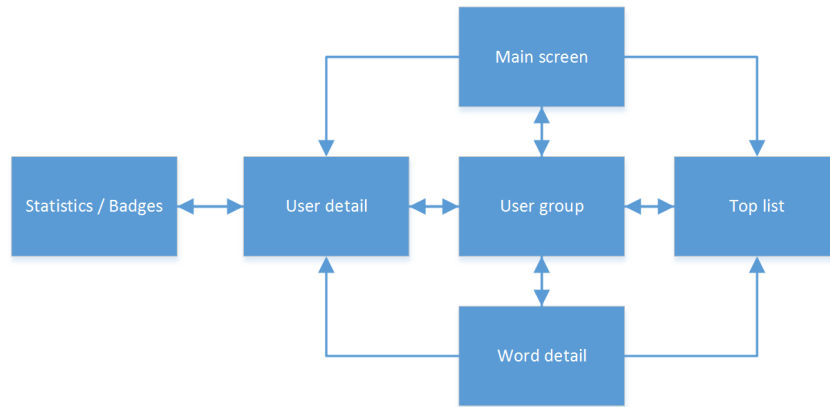 Main screen
Statistics / Badges
User detail
User group
Top list
Word detail